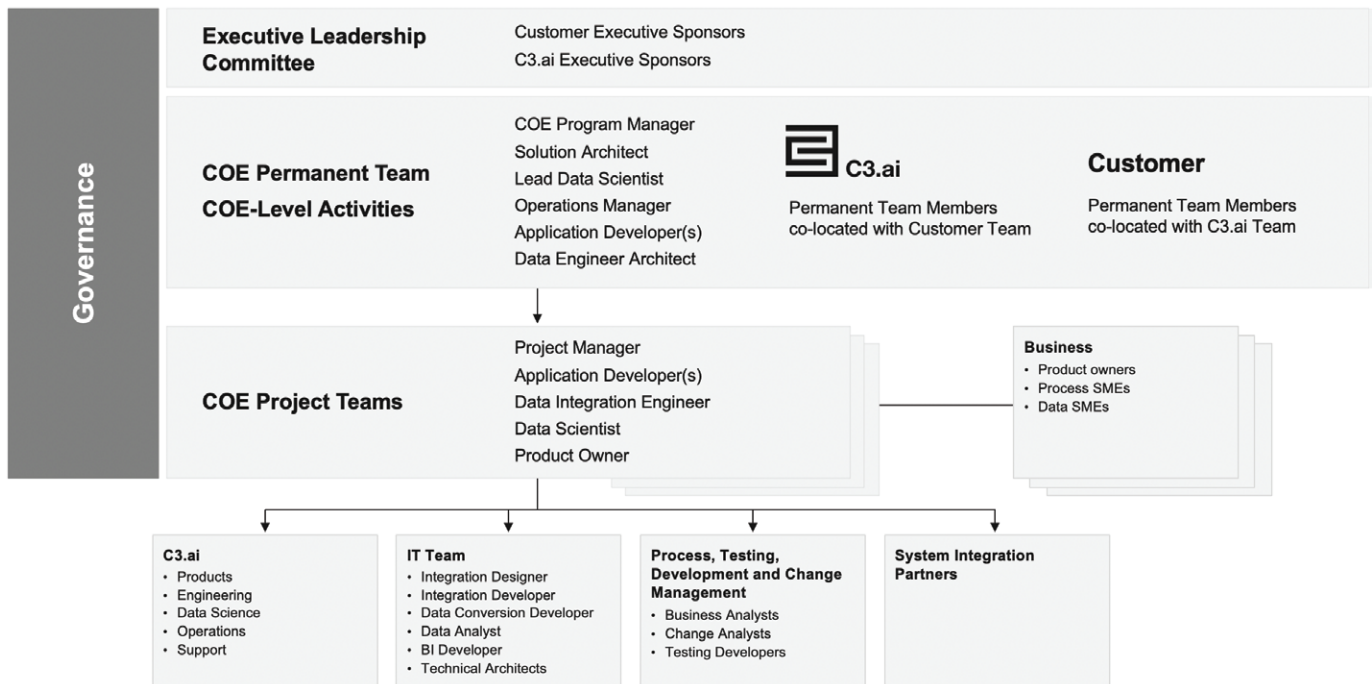 Governance
Executive Leadership
Committee
Customer Executive Sponsors
C3.ai Executive Sponsors
COE Permanent Team
COE-Level Activities
COE Program Manager
Solution Architect
Lead Data Scientist
Operations Manager
Application Developer(s)
Data Engineer Architect
C3.ai
Permanent Team Members
co-located with Customer Team
Customer
Permanent Team Members
co-located with C3.ai Team
COE Project Teams
Project Manager
Application Developer(s)
Data Integration Engineer
Data Scientist
Product Owner
Business
• Product owners
• Process SMEs
• Data SMEs
C3.ai
• Products
• Engineering
• Data Science
• Operations
• Support
IT Team
• Integration Designer
• Integration Developer
• Data Conversion Developer
• Data Analyst
• BI Developer
• Technical Architects
Process, Testing,
Development and Change
Management
• Business Analysts
• Change Analysts
• Testing Developers
System Integration
Partners